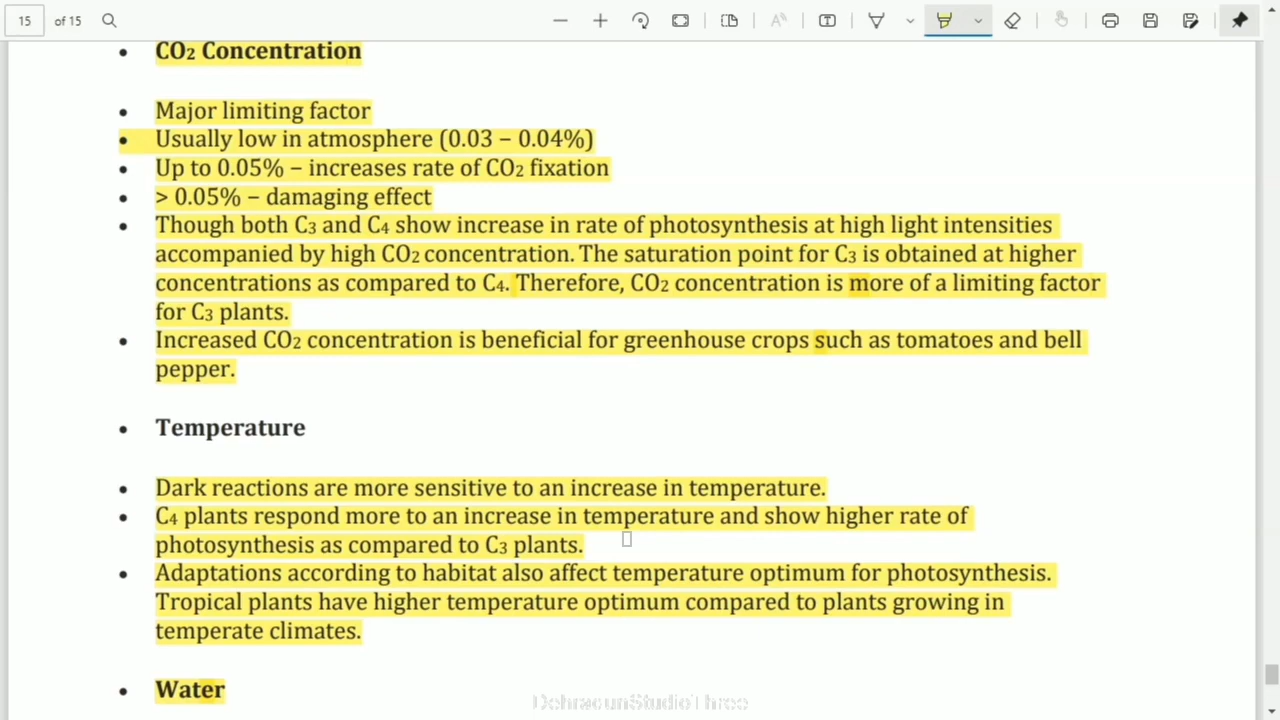 15 of 15
• CO2 Concentration
• Major limiting factor
• Usually low in atmosphere (0.03 – 0.04%)
• Up to 0.05% – increases rate of CO2 fixation
• > 0.05% – damaging effect
• Though both C3 and C4 show increase in rate of photosynthesis at high light intensities
accompanied by high CO2 concentration. The saturation point for C3 is obtained at higher
concentrations as compared to C4. Therefore, CO2 concentration is more of a limiting factor
for C3 plants.
• Increased CO2 concentration is beneficial for greenhouse crops such as tomatoes and bell
pepper.
• Temperature
• Dark reactions are more sensitive to an increase in temperature.
• C4 plants respond more to an increase in temperature and show higher rate of
photosynthesis as compared to C3 plants.
• Adaptations according to habitat also affect temperature optimum for photosynthesis.
Tropical plants have higher temperature optimum compared to plants growing in
temperate climates.
• Water
DehradunStudioThree